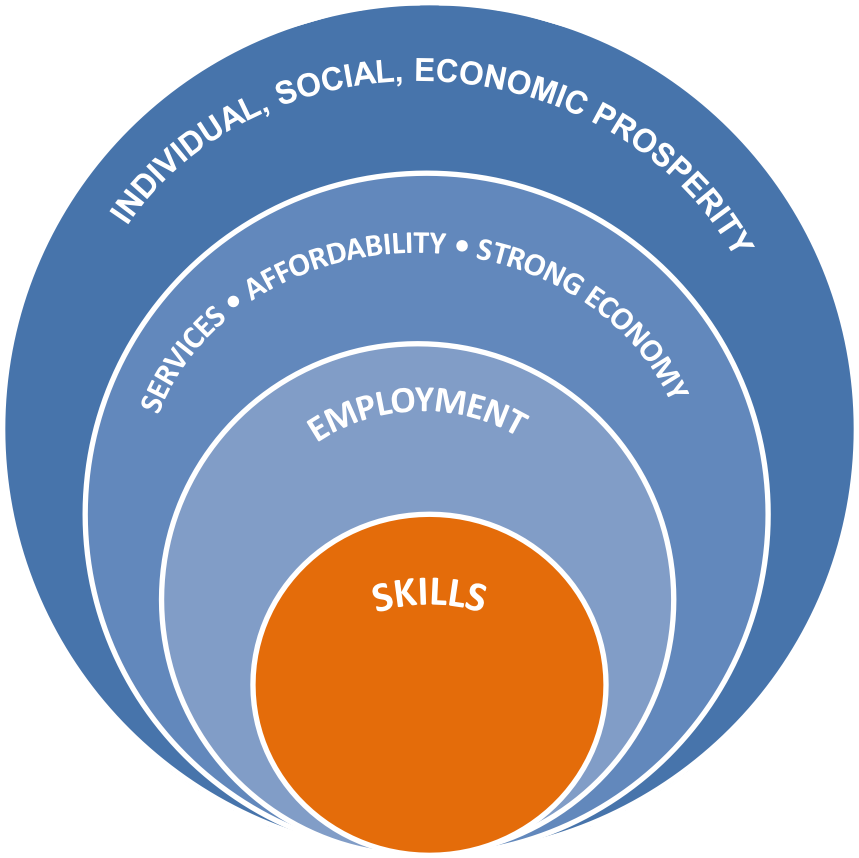 INDIVIDUAL, SOCIAL, ECONOMIC PROSPERITY
SERVICES • AFFORDABILITY • STRONG ECONOMY
EMPLOYMENT
SKILLS